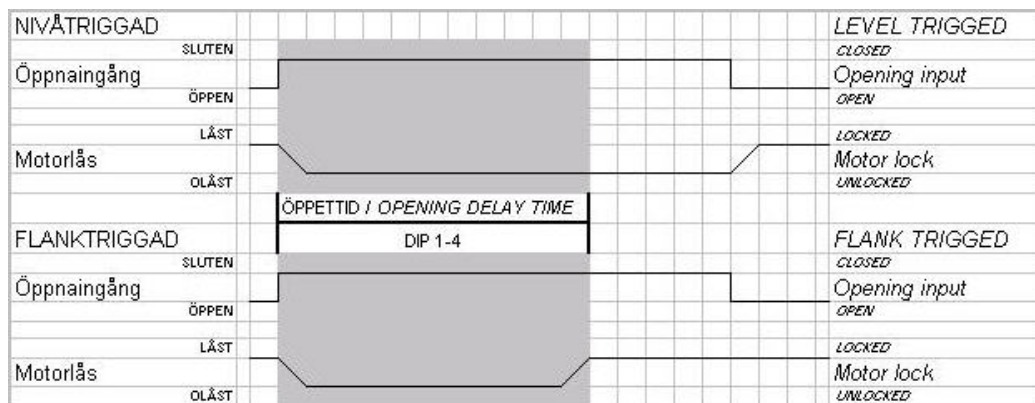 NIVÅTRIGGAD LEVEL TRIGGED
SLUTEN CLOSED
Öppnaingång Opening input
ÖPPEN OPEN
LÅST LOCKED
Motorlås Motor lock
OLÅST UNLOCKED
ÖPPETTID / OPENING DELAY TIME
FLANKTRIGGAD DIP 1-4 FLANK TRIGGED
SLUTEN CLOSED
Öppnaingång Opening input
ÖPPEN OPEN
LÅST LOCKED
Motorlås Motor lock
OLÅST UNLOCKED